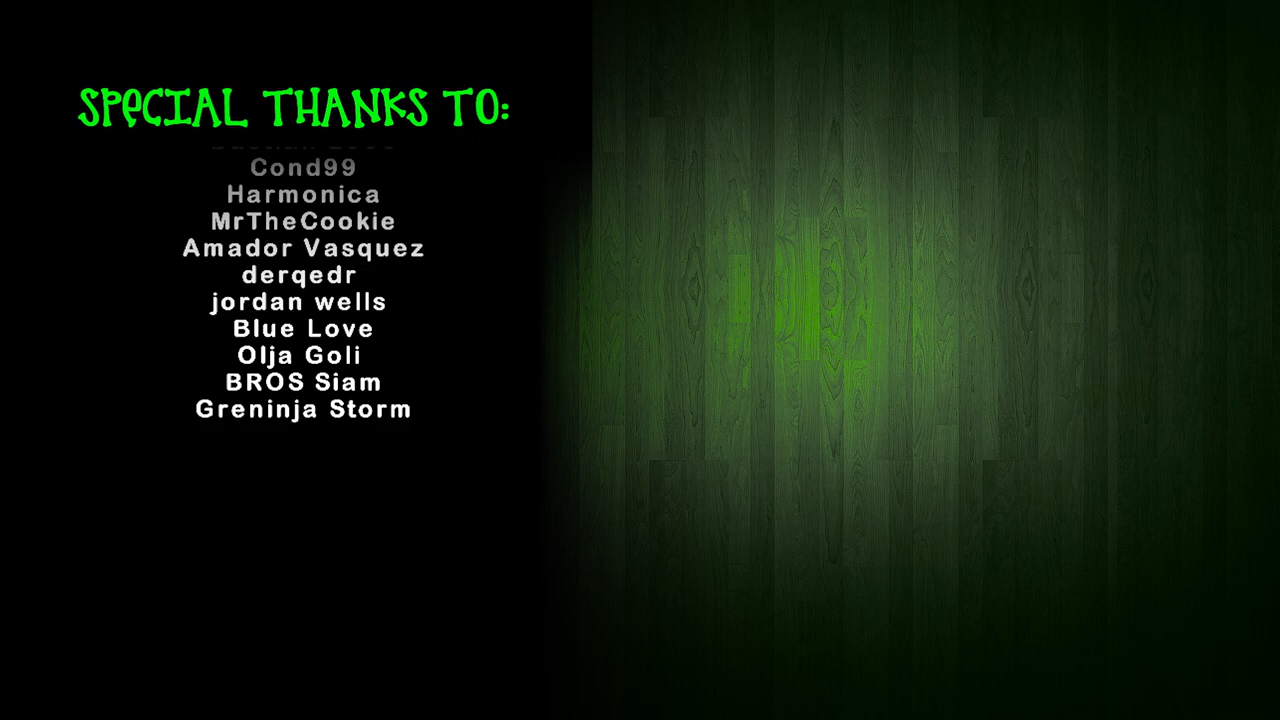 SPECIAL THANKS TO:
Cond99
Harmonica
MrTheCookie
Amador Vasquez
derqedr
jordan wells
Blue Love
Olja Goli
BROS Siam
Greninja Storm